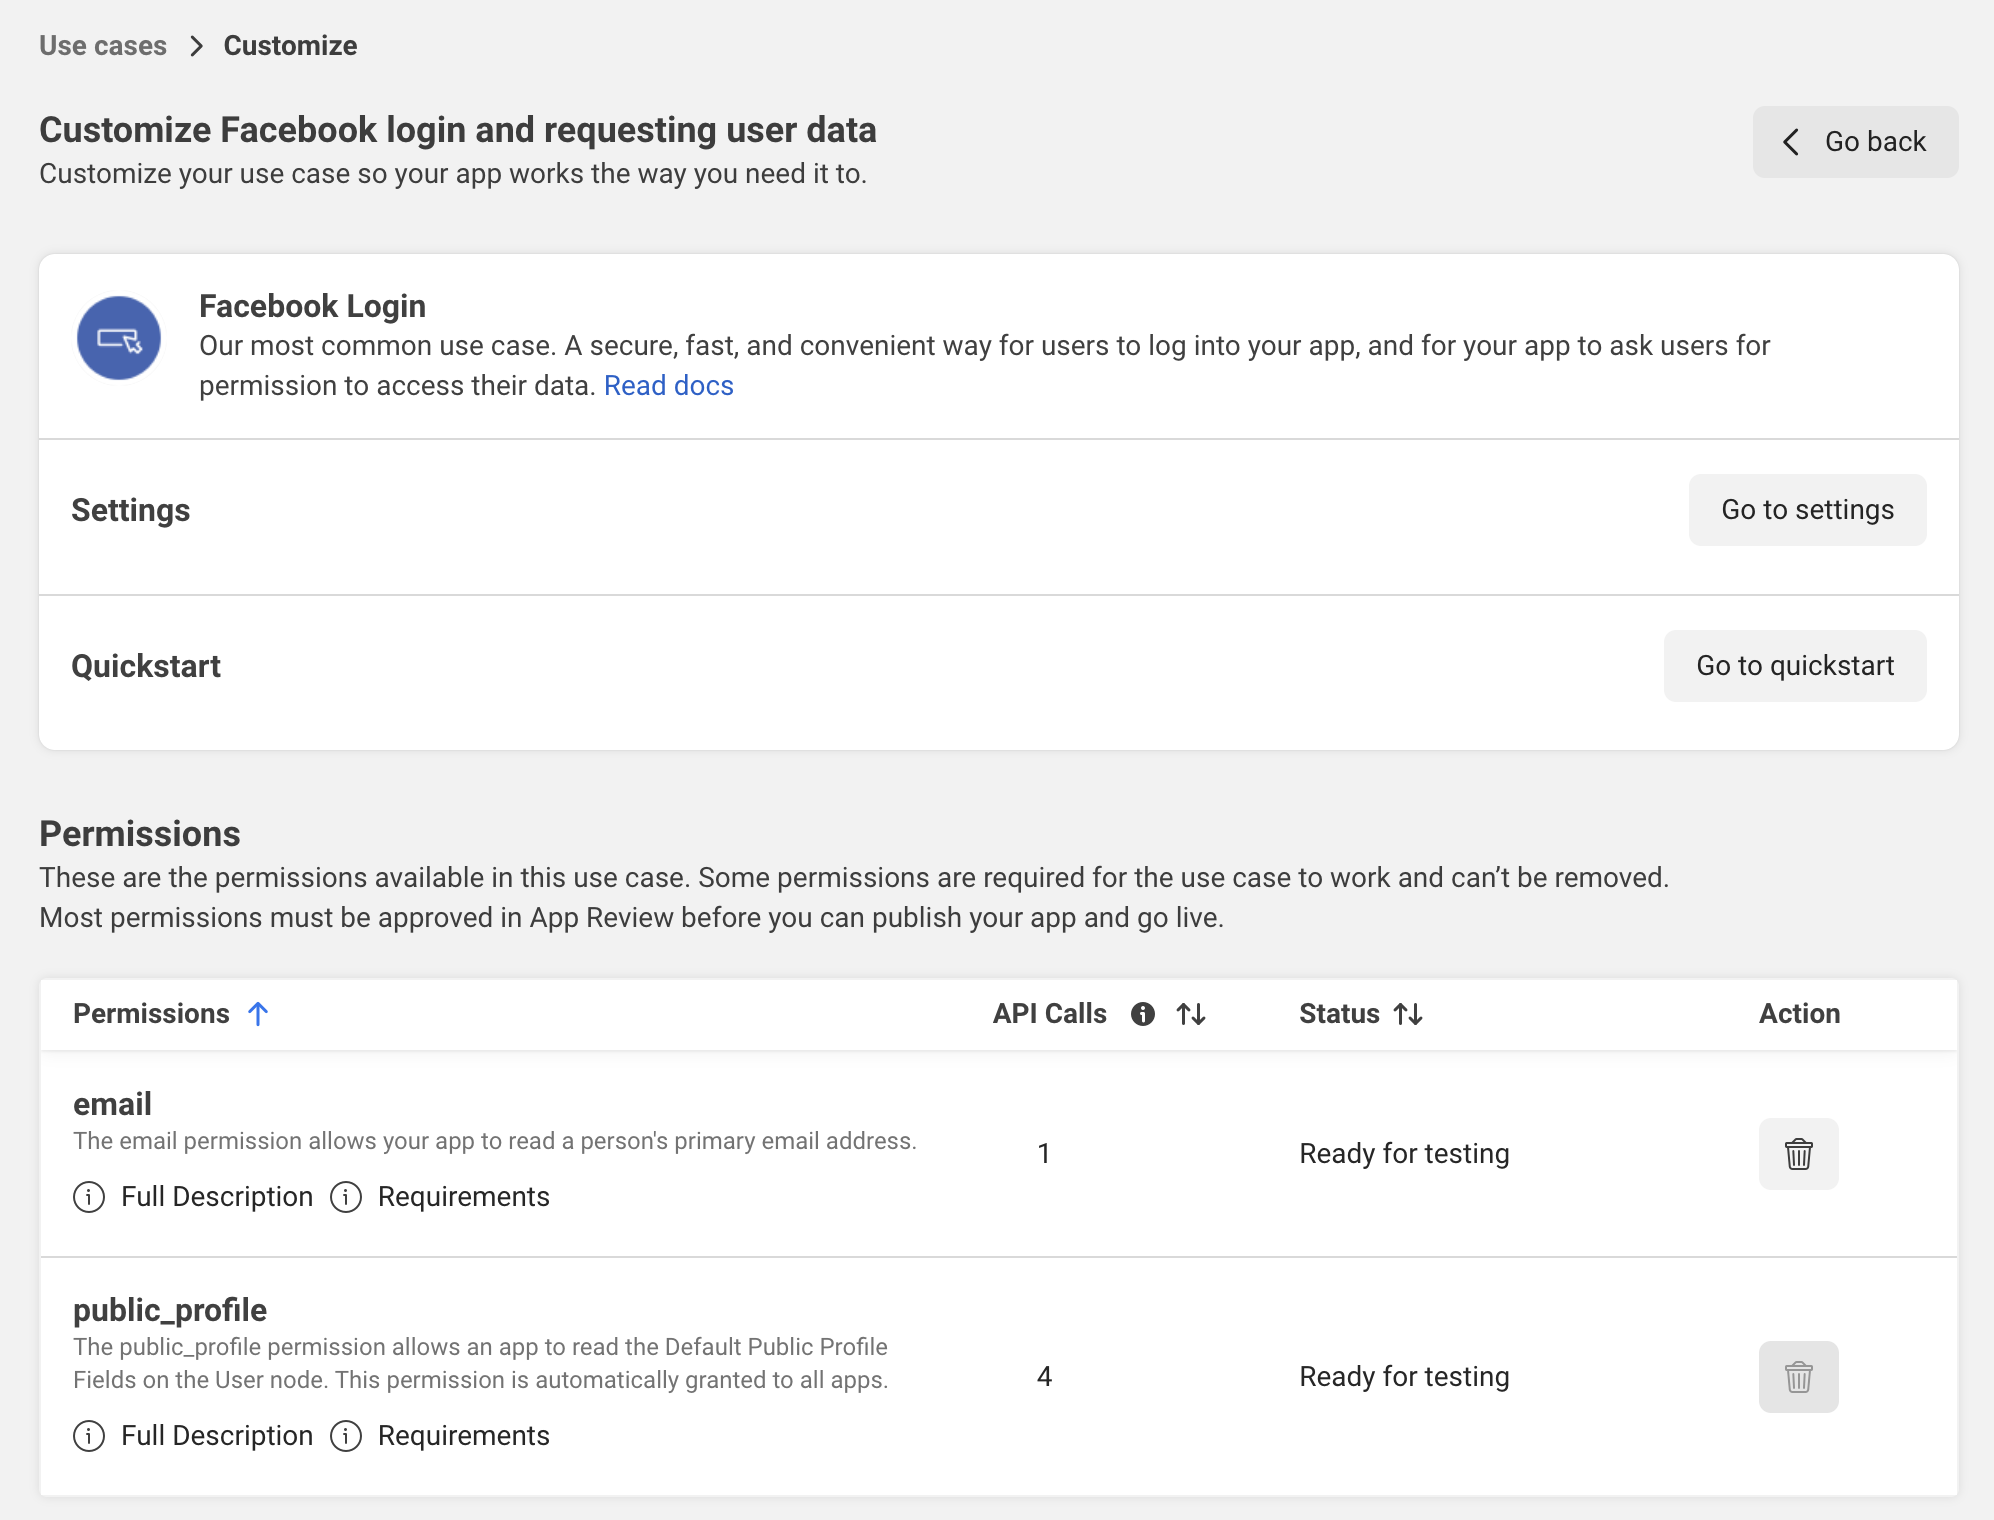 Use cases > Customize
Customize Facebook login and requesting user data
Customize your use case so your app works the way you need it to.
Go back
Facebook Login
Our most common use case. A secure, fast, and convenient way for users to log into your app, and for your app to ask users for
permission to access their data. Read docs
Settings
Go to settings
Quickstart
Go to quickstart
Permissions
These are the permissions available in this use case. Some permissions are required for the use case to work and can’t be removed.
Most permissions must be approved in App Review before you can publish your app and go live.
Permissions API Calls Status Action
email
The email permission allows your app to read a person's primary email address.
Full Description Requirements
1
Ready for testing
public_profile
The public_profile permission allows an app to read the Default Public Profile
Fields on the User node. This permission is automatically granted to all apps.
Full Description Requirements
4
Ready for testing